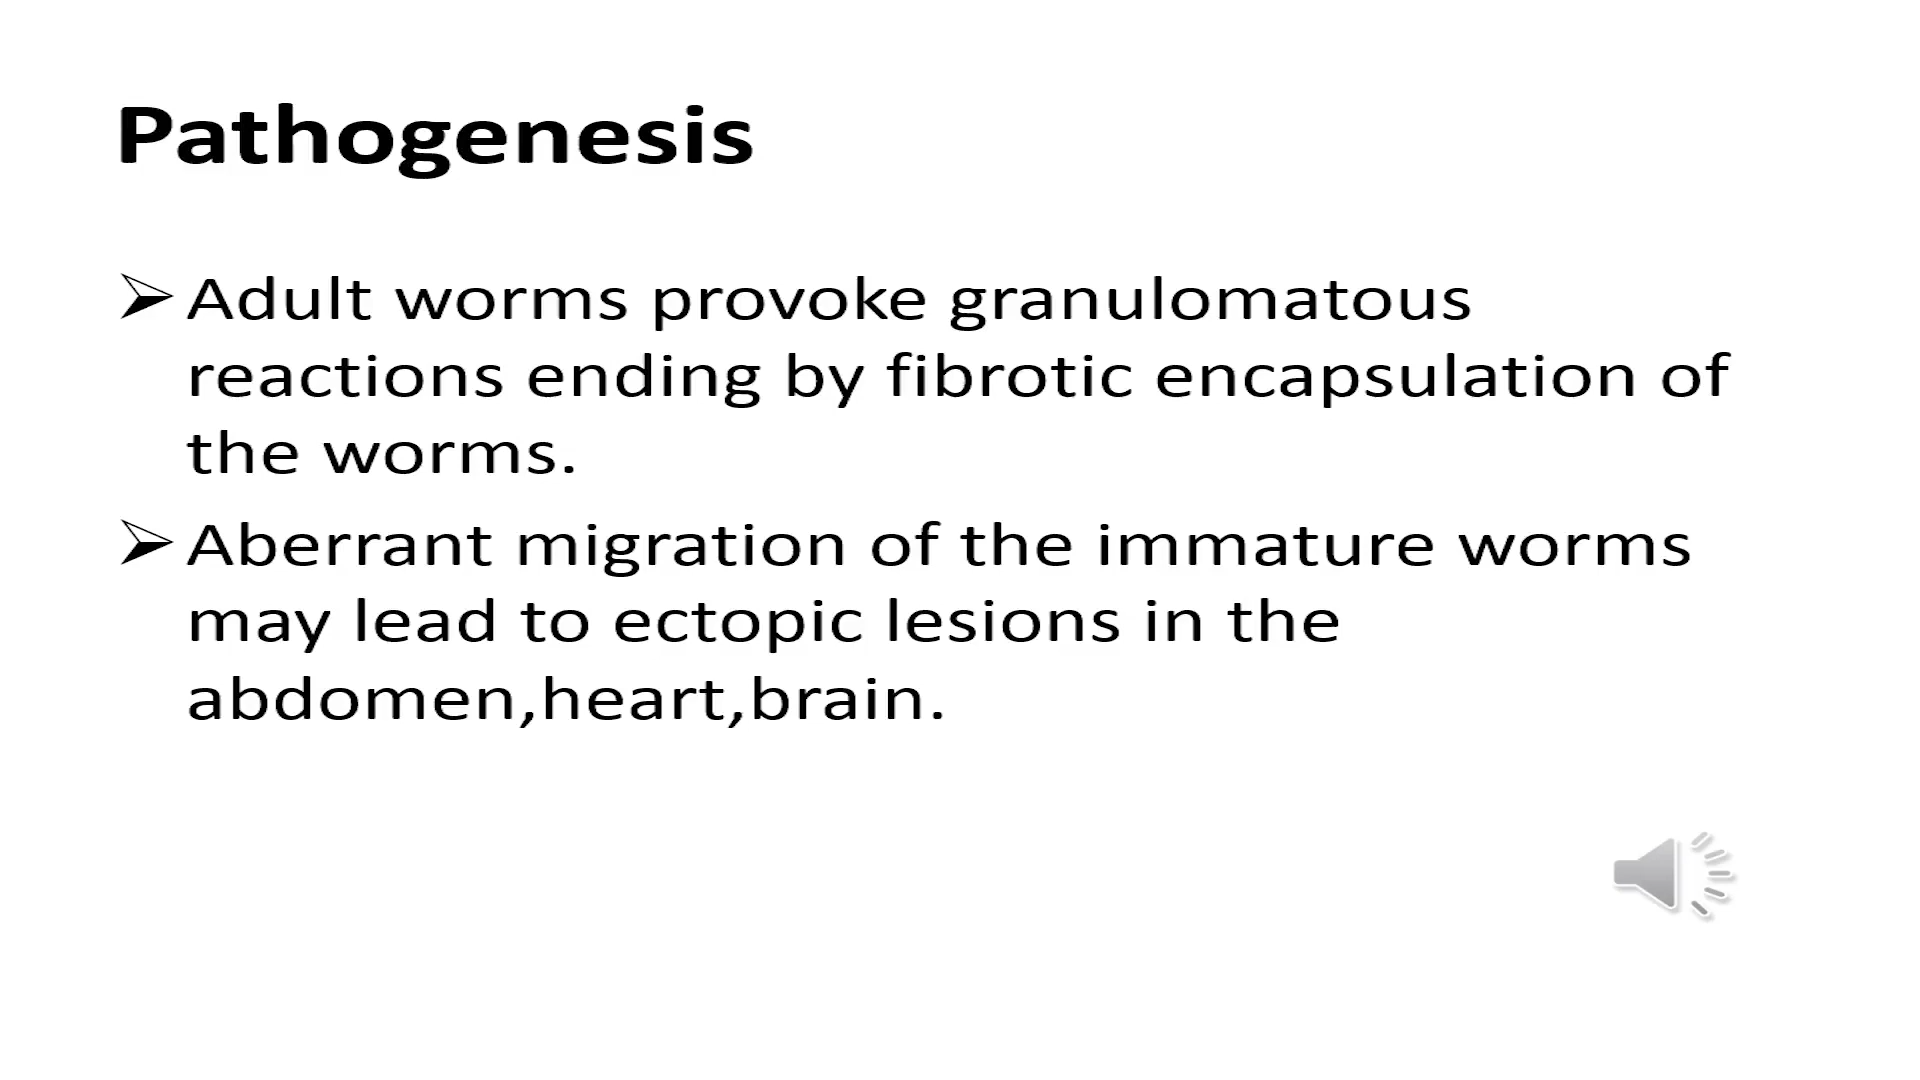 Pathogenesis
➢Adult worms provoke granulomatous
reactions ending by fibrotic encapsulation of
the worms.
➢Aberrant migration of the immature worms
may lead to ectopic lesions in the
abdomen,heart,brain.